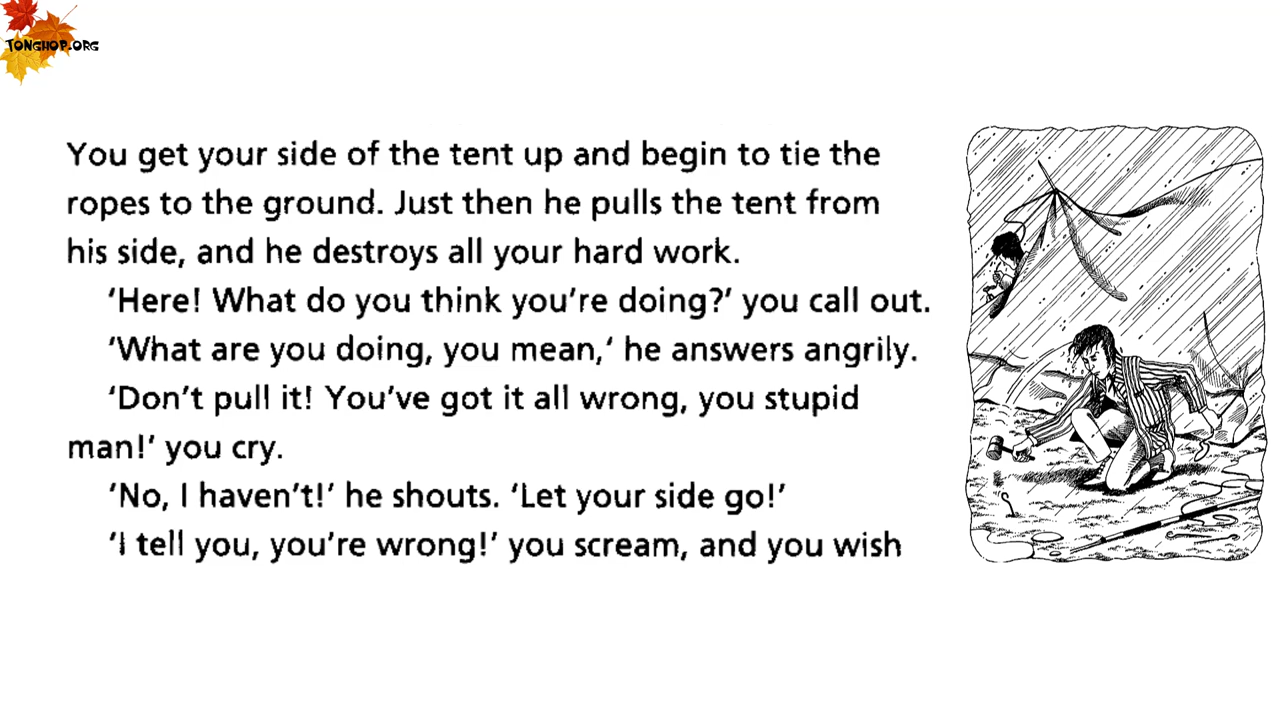 TONGHOP.ORG
You get your side of the tent up and begin to tie the
ropes to the ground. Just then he pulls the tent from
his side, and he destroys all your hard work.
‘Here! What do you think you’re doing?’ you call out.
‘What are you doing, you mean,‘ he answers angrily.
‘Don’t pull it! You’ve got it all wrong, you stupid
man!’ you cry.
‘No, I haven’t!’ he shouts. ‘Let your side go!’
‘I tell you, you’re wrong!’ you scream, and you wish